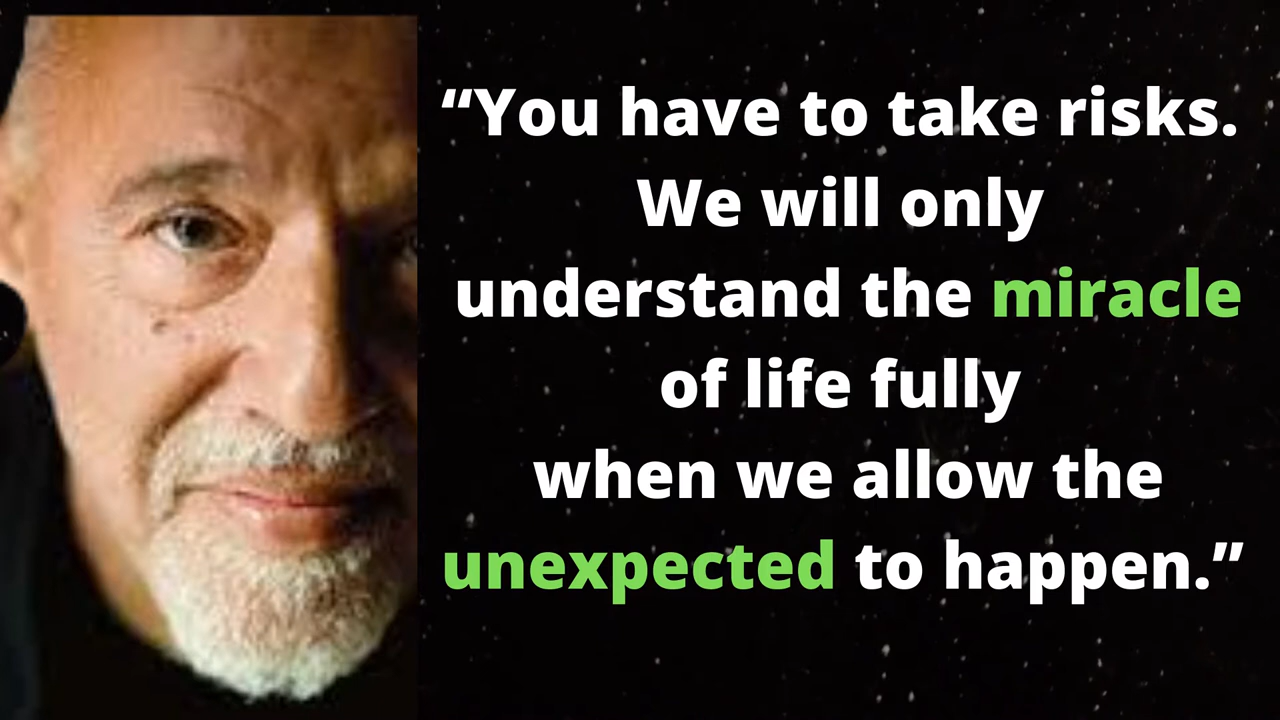 “You have to take risks.
We will only
understand the miracle
of life fully
when we allow the
unexpected to happen.”